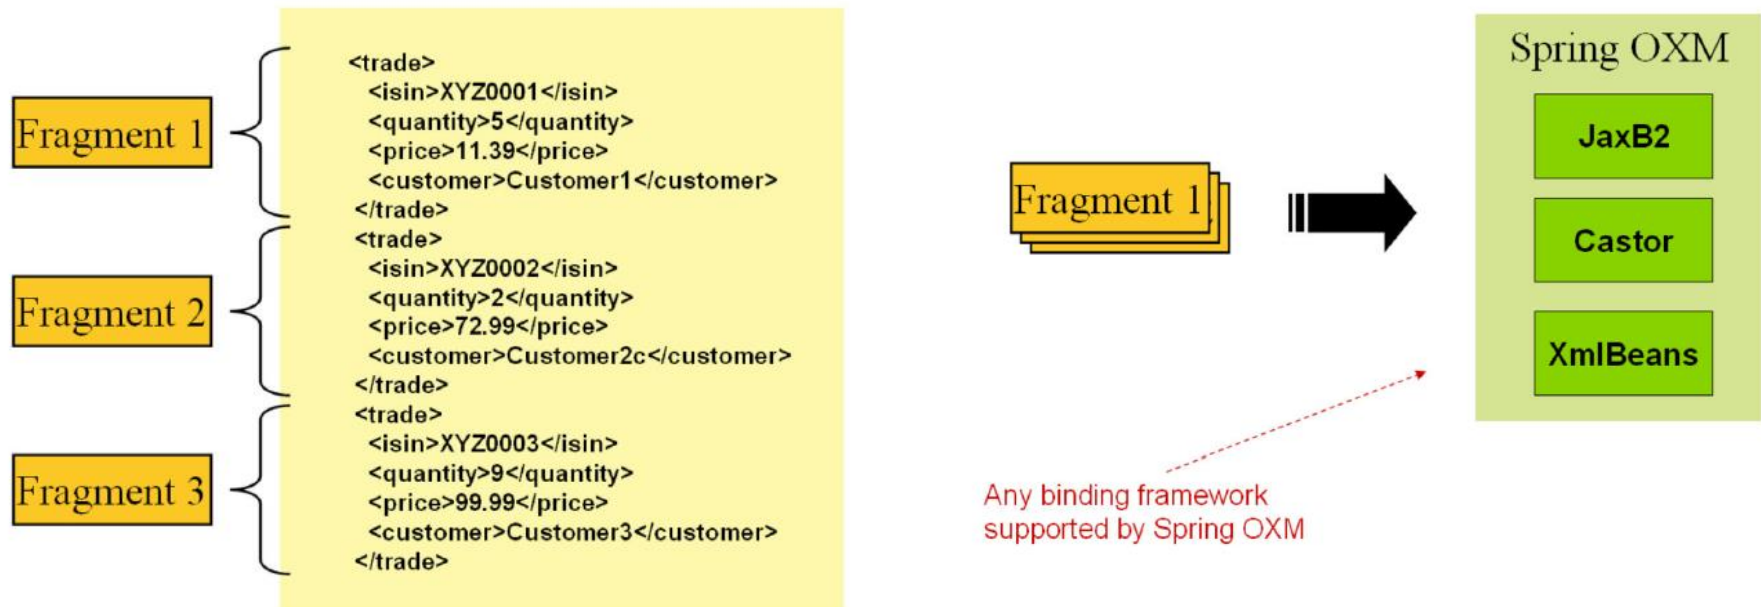 Fragment 1
<trade>
<isin>XYZ0001</isin>
<quantity>5</quantity>
<price>11.39</price>
<customer>Customer1</customer>
</trade>
Fragment 2
<trade>
<isin>XYZ0002</isin>
<quantity>2</quantity>
<price>72.99</price>
<customer>Customer2c</customer>
</trade>
Fragment 3
<trade>
<isin>XYZ0003</isin>
<quantity>9</quantity>
<price>99.99</price>
<customer>Customer3</customer>
</trade>
Fragment 1
Spring OXM
JaxB2
Castor
XmlBeans
Any binding framework
supported by Spring OXM